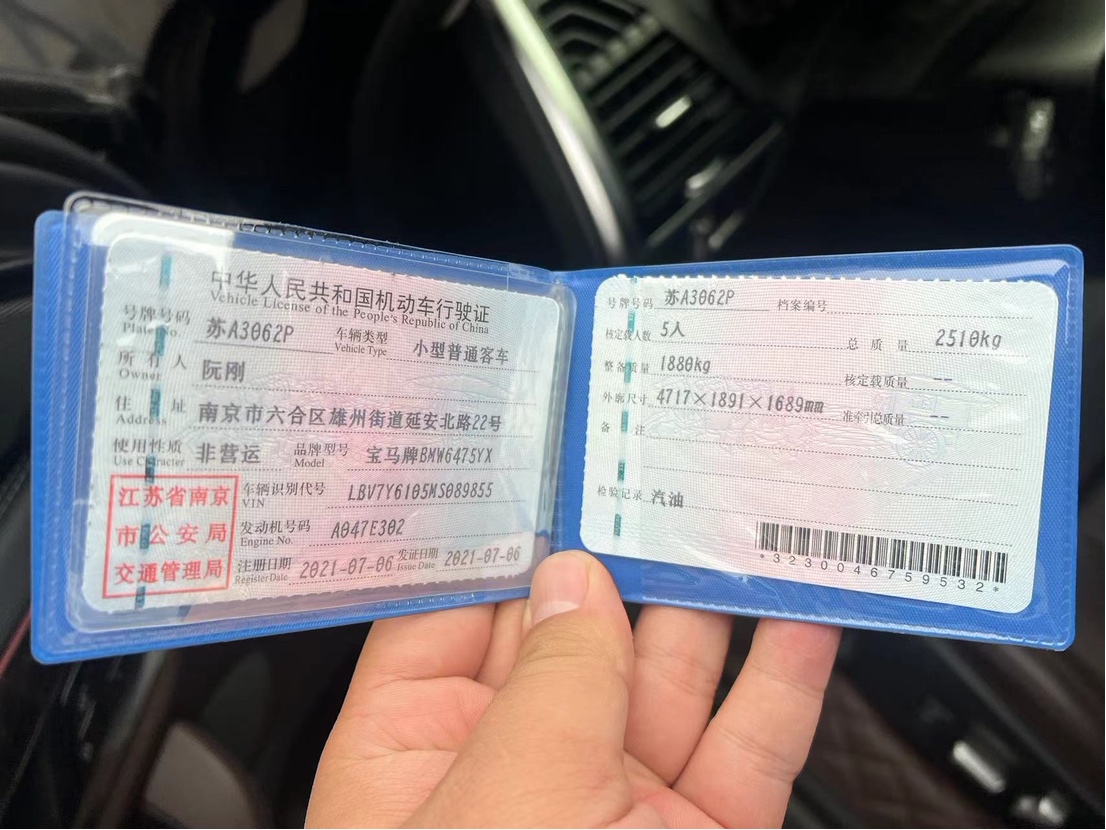 中华人民共和国机动车行驶证
Vehicle License of the People's Republic of China
号牌号码 苏A3062P 车辆类型 小型普通客车
Plate No. Vehicle Type
所有人 阮刚
Owner
住址 南京市六合区雄州街道延安北路22号
Address
使用性质 非营运 品牌型号 宝马牌BMW6475YX
Use Character Model
江苏省南京
市公安局
交通管理局
车辆识别代号 LBV7Y6105MS089855
VIN
发动机号码 A047E302
Engine No.
注册日期 2021-07-06 发证日期 2021-07-06
Register Date Issue Date
号牌号码 苏A3062P 档案编号
核定载人数 5人 总质量 2510kg
整备质量 1880kg 核定载质量 --
外廓尺寸 4717×1891×1689mm 准牵引总质量 --
备注
检验记录 汽油
*3230046759532*